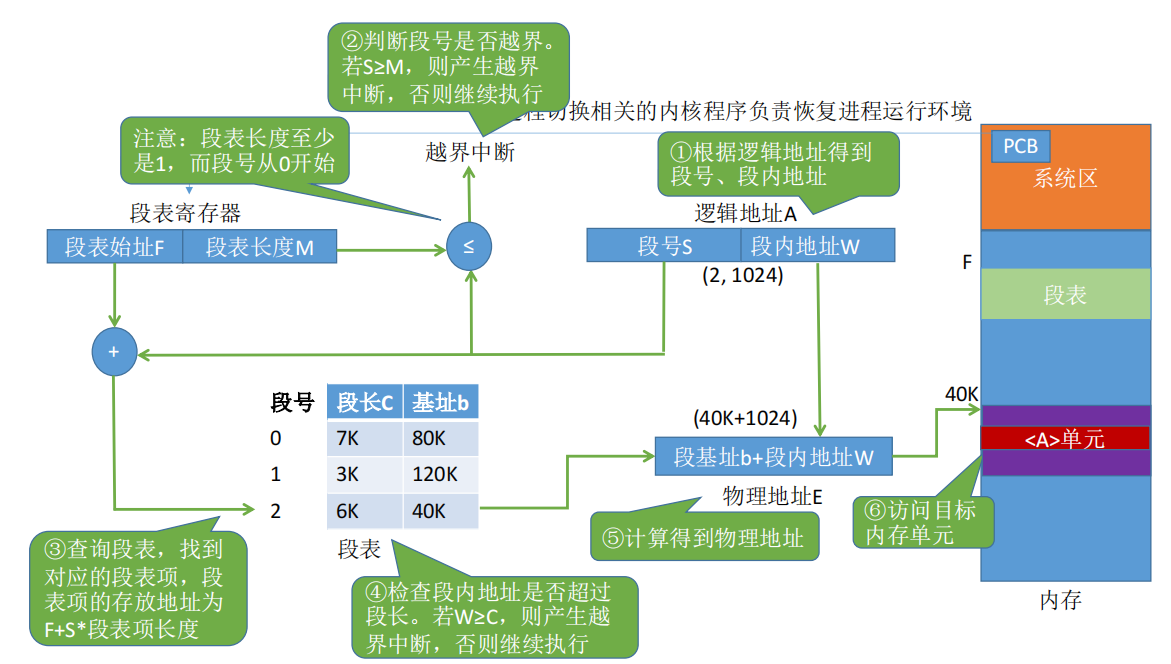 ②判断段号是否越界。
若S≥M，则产生越界
中断，否则继续执行
程切换相关的内核程序负责恢复进程运行环境
注意：段表长度至少
是1，而段号从0开始
越界中断
①根据逻辑地址得到
段号、段内地址
PCB
系统区
段表寄存器
逻辑地址A
段表始址F
段表长度M
≤
段号S
段内地址W
(2, 1024)
F
段表
+
段号
段长C
基址b
0
7K
80K
1
3K
120K
2
6K
40K
段表
40K
(40K+1024)
<A>单元
段基址b+段内地址W
物理地址E
⑥访问目标
内存单元
⑤计算得到物理地址
③查询段表，找到
对应的段表项，段
表项的存放地址为
F+S*段表项长度
④检查段内地址是否超过
段长。若W≥C，则产生越
界中断，否则继续执行
内存